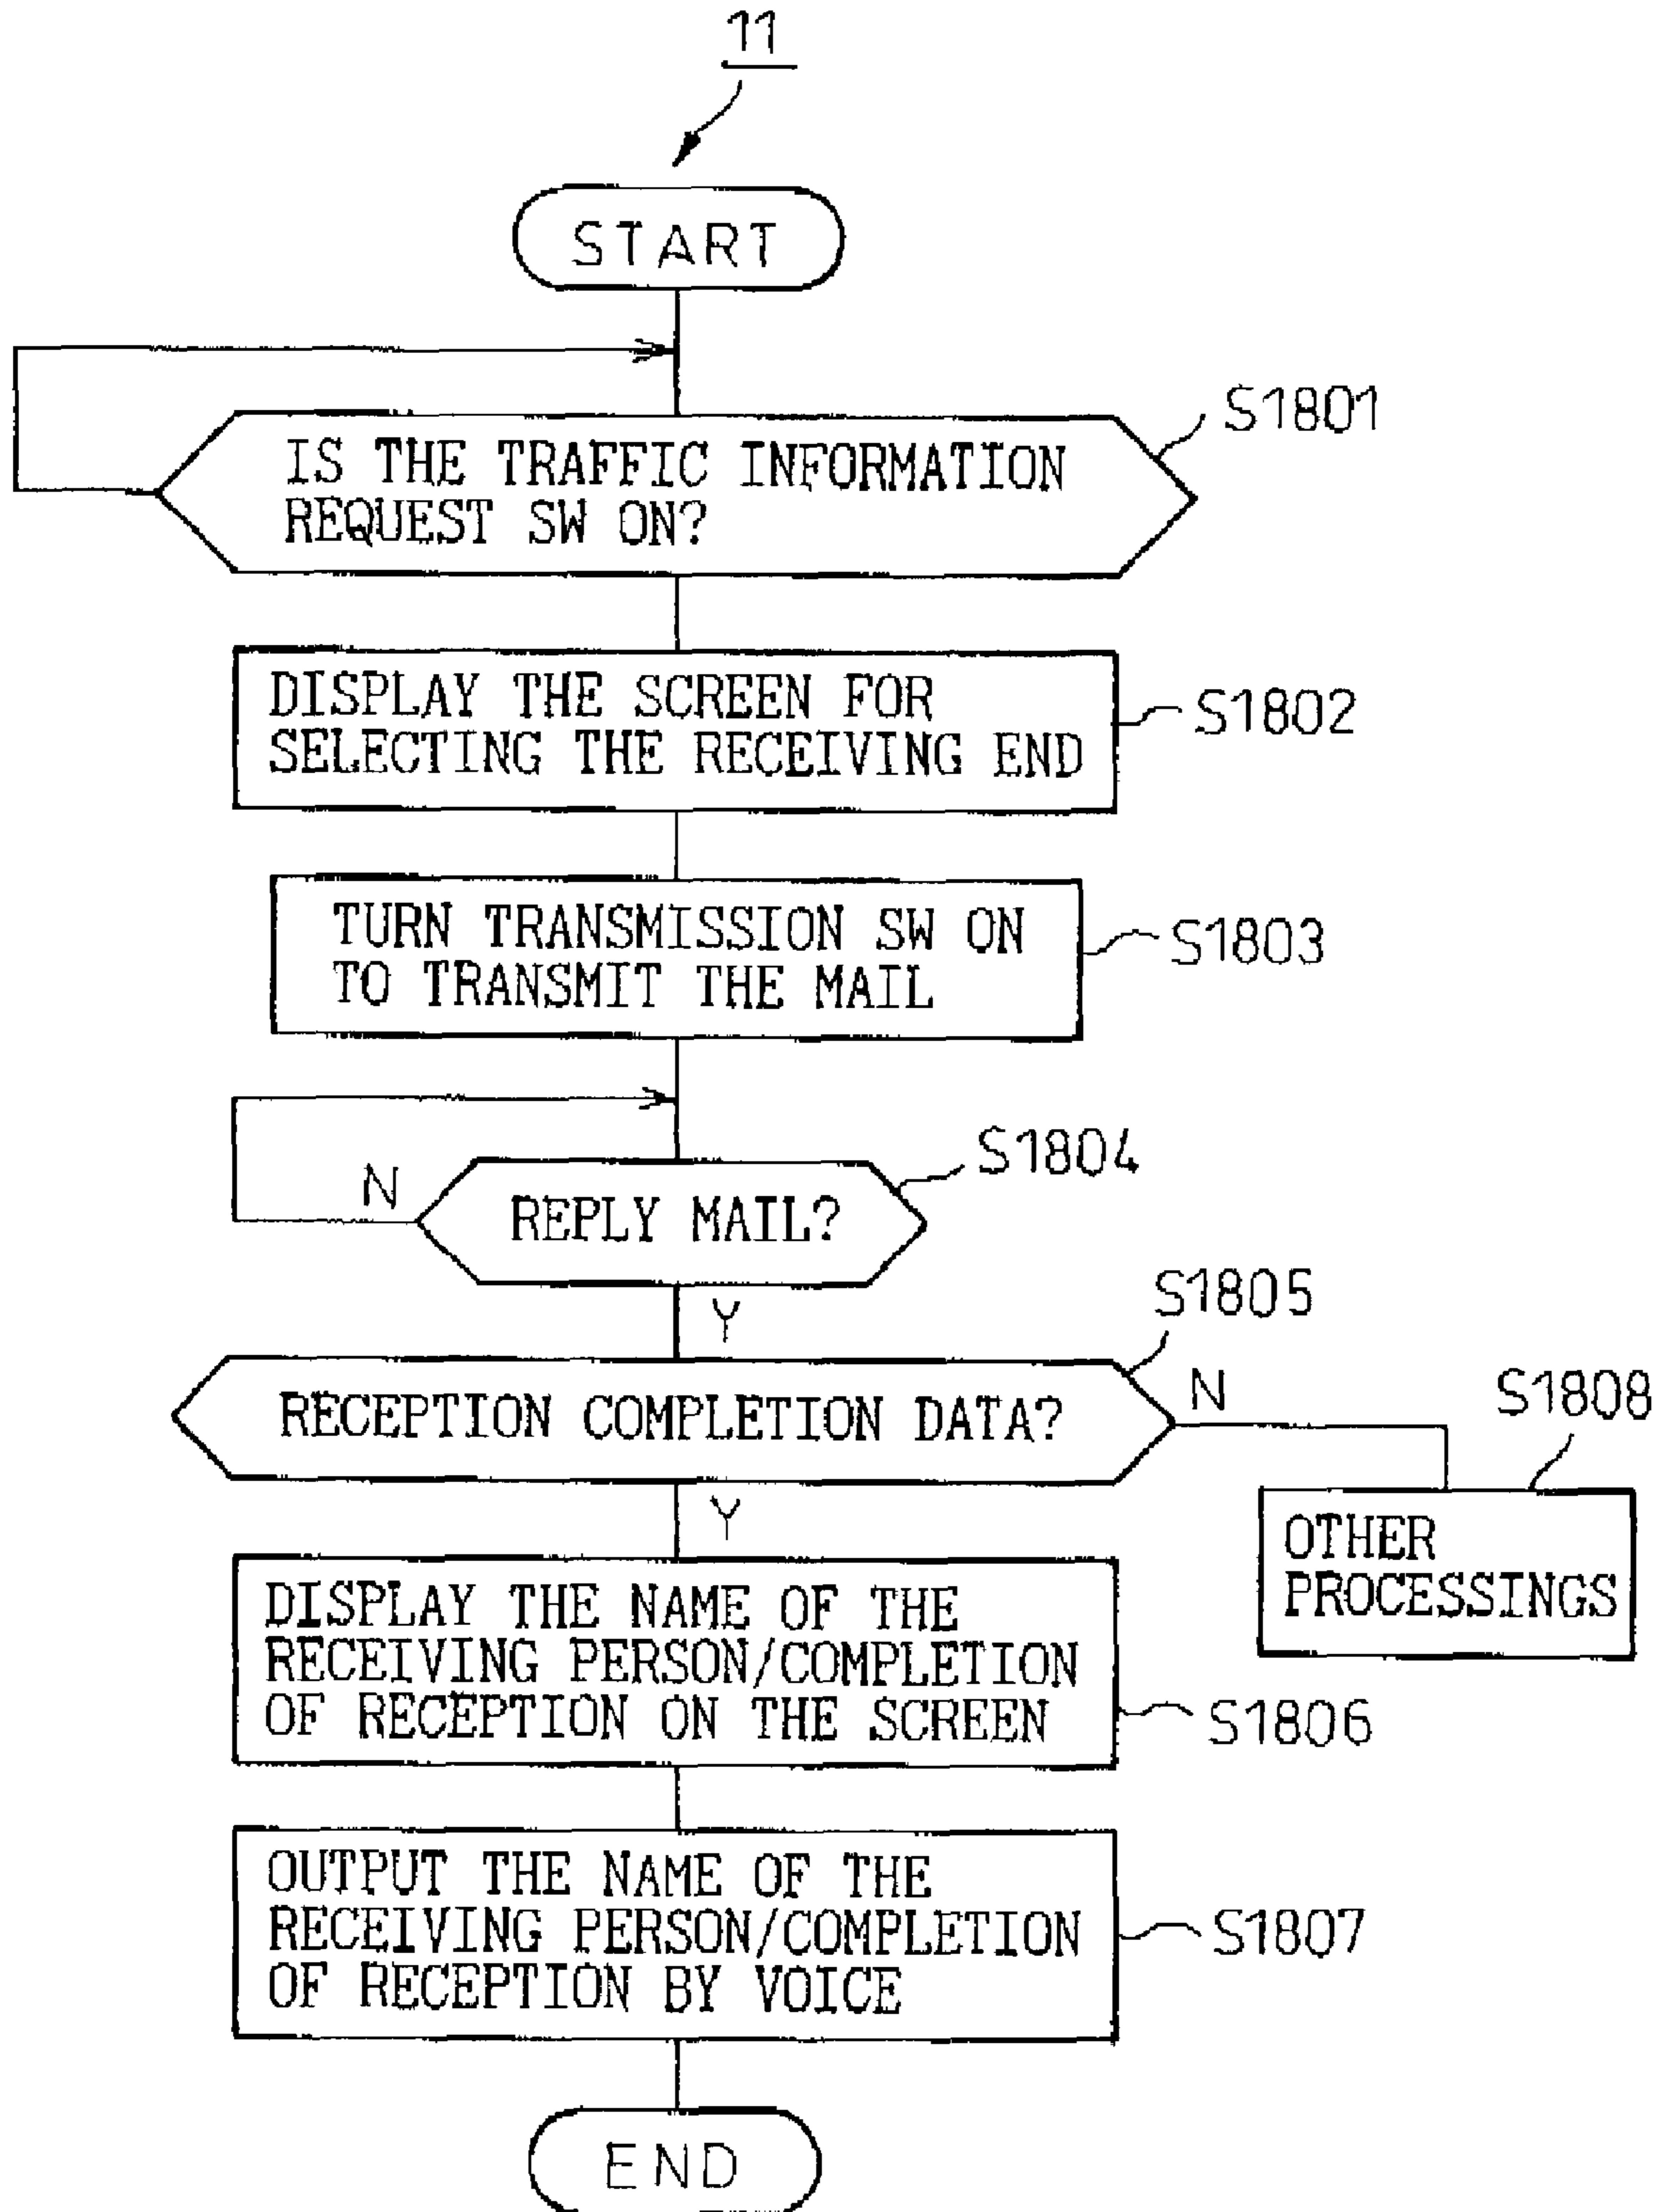 11
START
S1801
IS THE TRAFFIC INFORMATION
REQUEST SW ON?
DISPLAY THE SCREEN FOR
SELECTING THE RECEIVING END
S1802
TURN TRANSMISSION SW ON
TO TRANSMIT THE MAIL
S1803
S1804
N
REPLY MAIL?
Y
S1805
RECEPTION COMPLETION DATA?
N
S1808
Y
OTHER
PROCESSINGS
DISPLAY THE NAME OF THE
RECEIVING PERSON/COMPLETION
OF RECEPTION ON THE SCREEN
S1806
OUTPUT THE NAME OF THE
RECEIVING PERSON/COMPLETION
OF RECEPTION BY VOICE
S1807
END